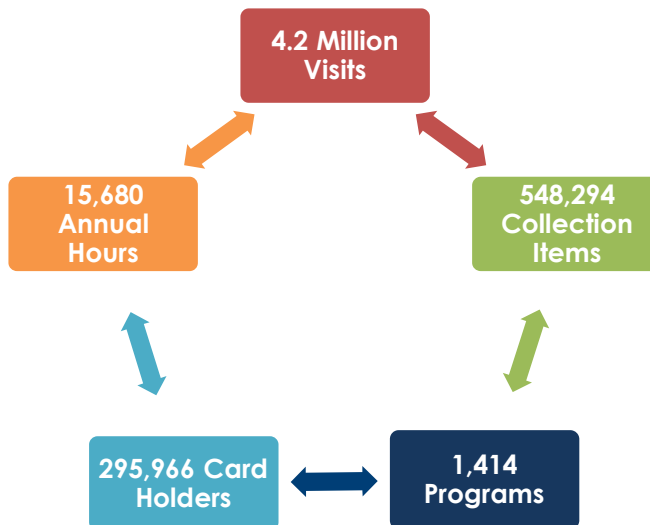 4.2 Million
Visits
15,680
Annual
Hours
548,294
Collection
Items
295,966 Card
Holders
1,414
Programs